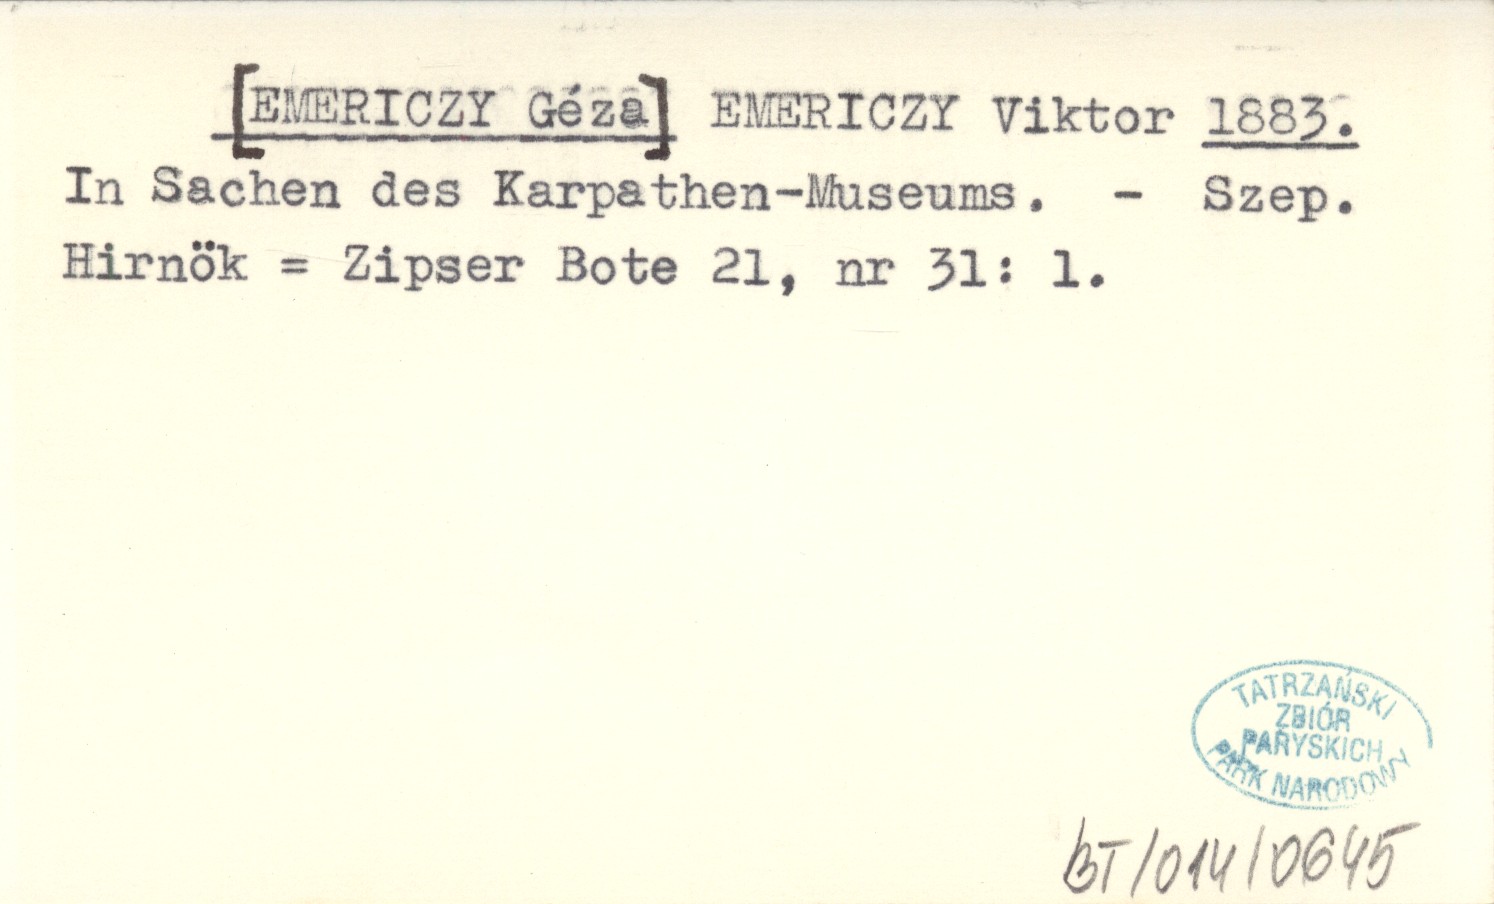 [EMERICZY Géza] EMERICZY Viktor 1883.
In Sachen des Karpathen-Museums. - Szep.
Hirnök = Zipser Bote 21, nr 31: 1.
TATRZAŃSKI
ZBIÓR
PARYSKICH
PARK NARODOWY
BT/014/0645